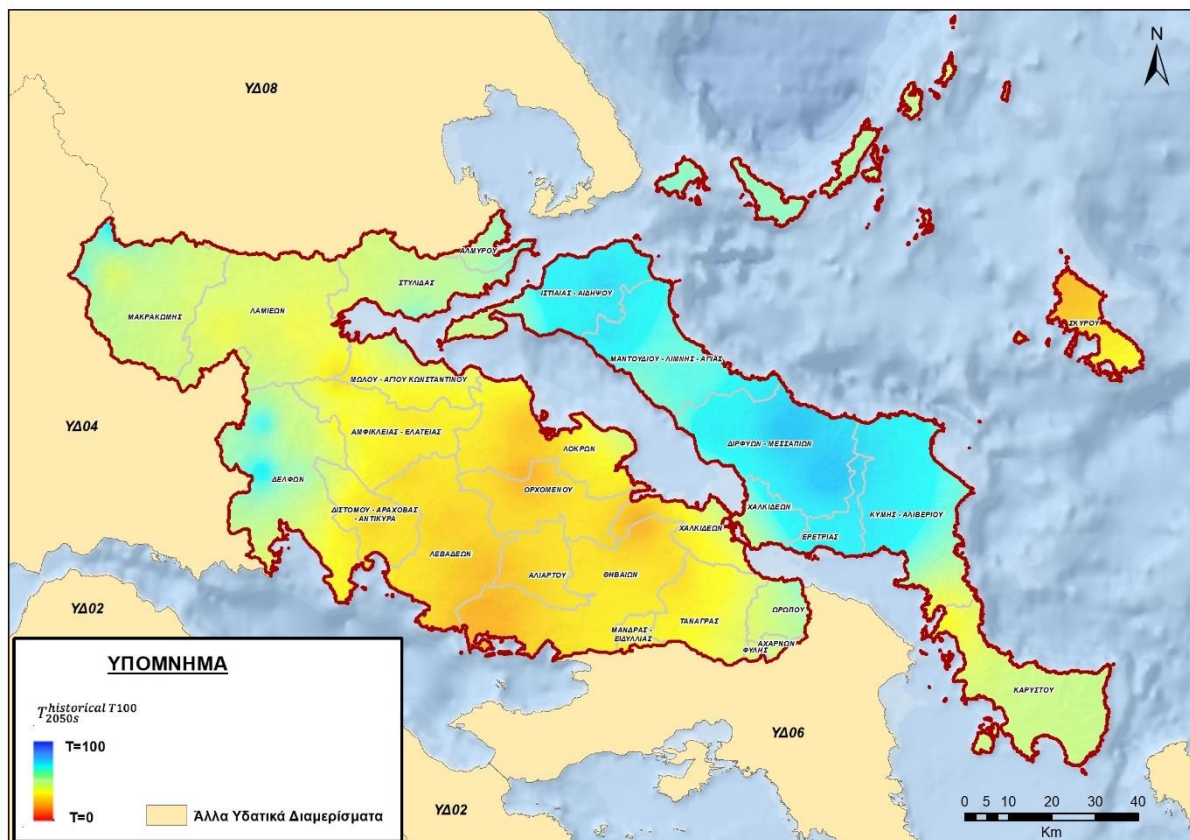 ΥΔ08
N
ΑΛΜΥΡΟΥ
ΣΤΥΛΙΔΑΣ
ΙΣΤΙΑΙΑΣ - ΑΙΔΗΨΟΥ
ΜΑΚΡΑΚΩΜΗΣ
ΛΑΜΙΕΩΝ
ΣΚΥΡΟΥ
ΜΑΝΤΟΥΔΙΟΥ - ΛΙΜΝΗΣ - ΑΓΙΑΣ
ΜΩΛΟΥ - ΑΓΙΟΥ ΚΩΝΣΤΑΝΤΙΝΟΥ
ΥΔ04
ΑΜΦΙΚΛΕΙΑΣ - ΕΛΑΤΕΙΑΣ
ΛΟΚΡΩΝ
ΔΙΡΦΥΩΝ - ΜΕΣΣΑΠΙΩΝ
ΔΕΛΦΩΝ
ΟΡΧΟΜΕΝΟΥ
ΔΙΣΤΟΜΟΥ - ΑΡΑΧΟΒΑΣ
- ΑΝΤΙΚΥΡΑ
ΧΑΛΚΙΔΕΩΝ
ΚΥΜΗΣ - ΑΛΙΒΕΡΙΟΥ
ΧΑΛΚΙΔΕΩΝ
ΕΡΕΤΡΙΑΣ
ΛΕΒΑΔΕΩΝ
ΑΛΙΑΡΤΟΥ
ΘΗΒΑΙΩΝ
ΥΔ02
ΩΡΩΠΟΥ
ΤΑΝΑΓΡΑΣ
ΜΑΝΔΡΑΣ -
ΕΙΔΥΛΛΙΑΣ
ΑΧΑΡΝΩΝ
ΦΥΛΗΣ
ΚΑΡΥΣΤΟΥ
ΥΔ06
ΥΔ02
ΥΠΟΜΝΗΜΑ
T historical T100 2050s
T=100
T=0
Άλλα Υδατικά Διαμερίσματα
0 5 10 20 30 40
Km